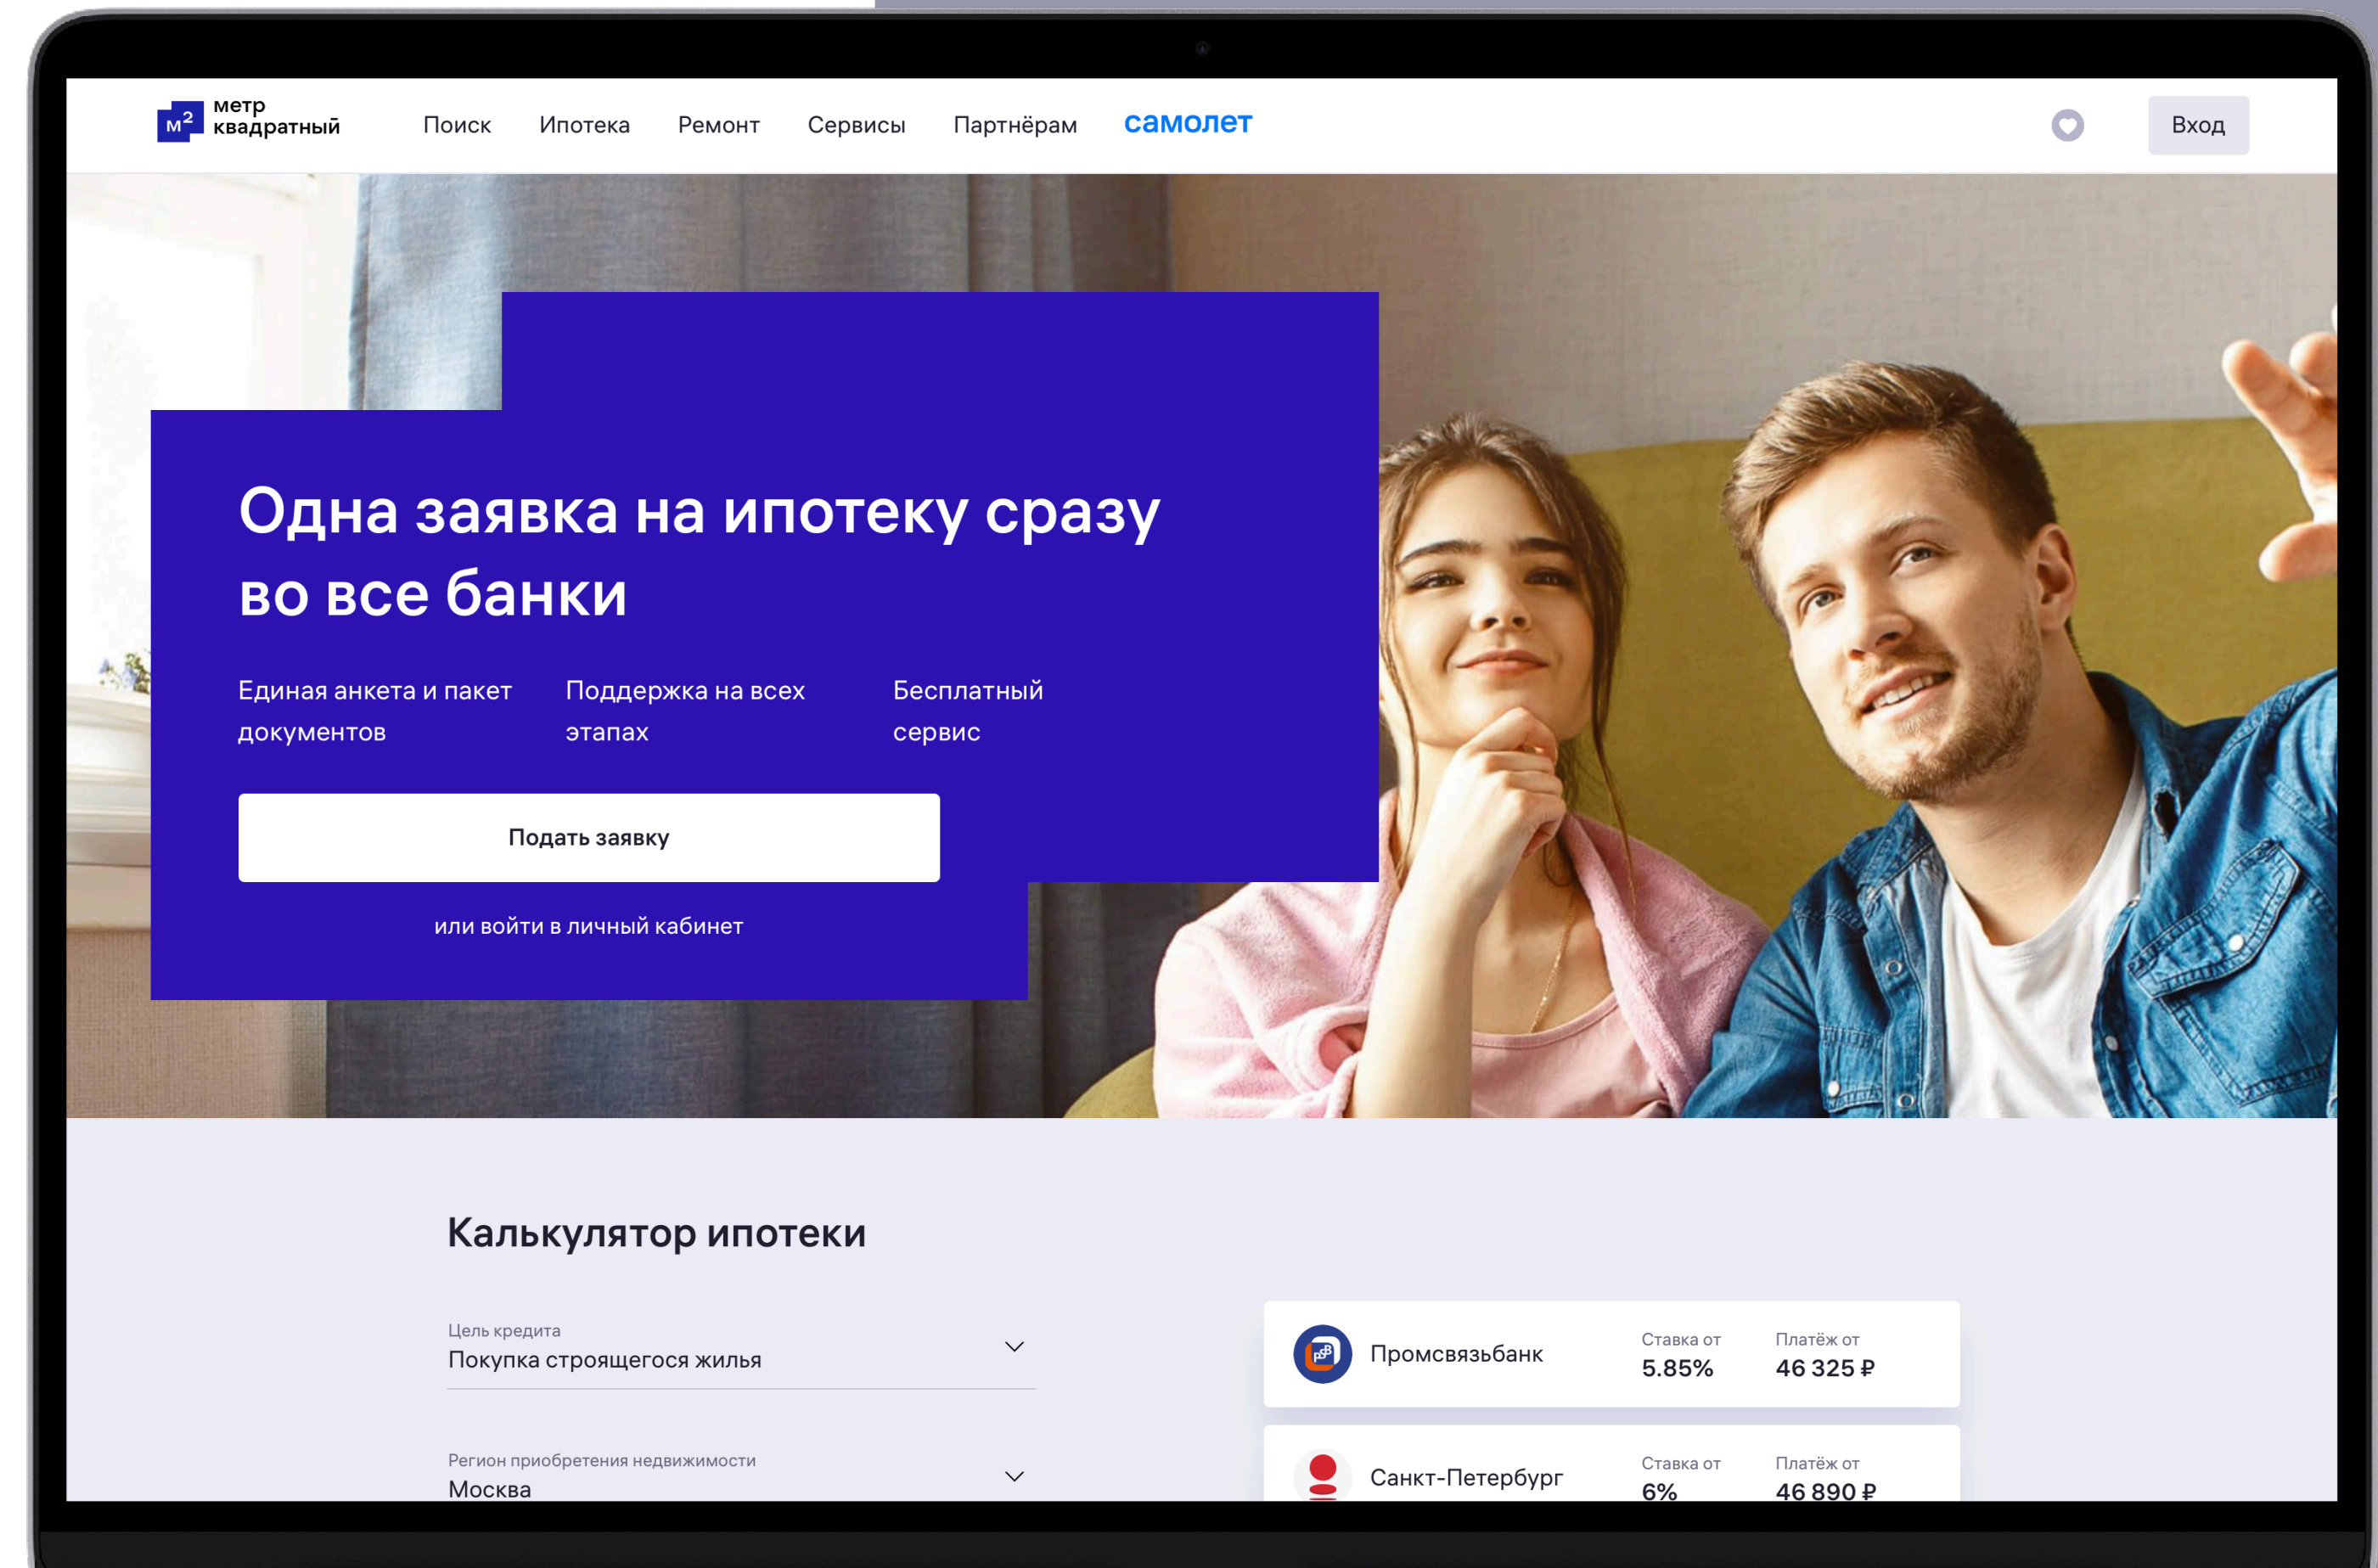 м²
метр
квадратный
Поиск
Ипотека
Ремонт
Сервисы
Партнёрам
самолет
Вход
Одна заявка на ипотеку сразу
во все банки
Единая анкета и пакет
документов
Поддержка на всех
этапах
Бесплатный
сервис
Подать заявку
или войти в личный кабинет
Калькулятор ипотеки
Цель кредита
Покупка строящегося жилья
Регион приобретения недвижимости
Москва
PSB
Промсвязьбанк
Ставка от
5.85%
Платёж от
46 325 ₽
Санкт-Петербург
Ставка от
6%
Платёж от
46 890 ₽